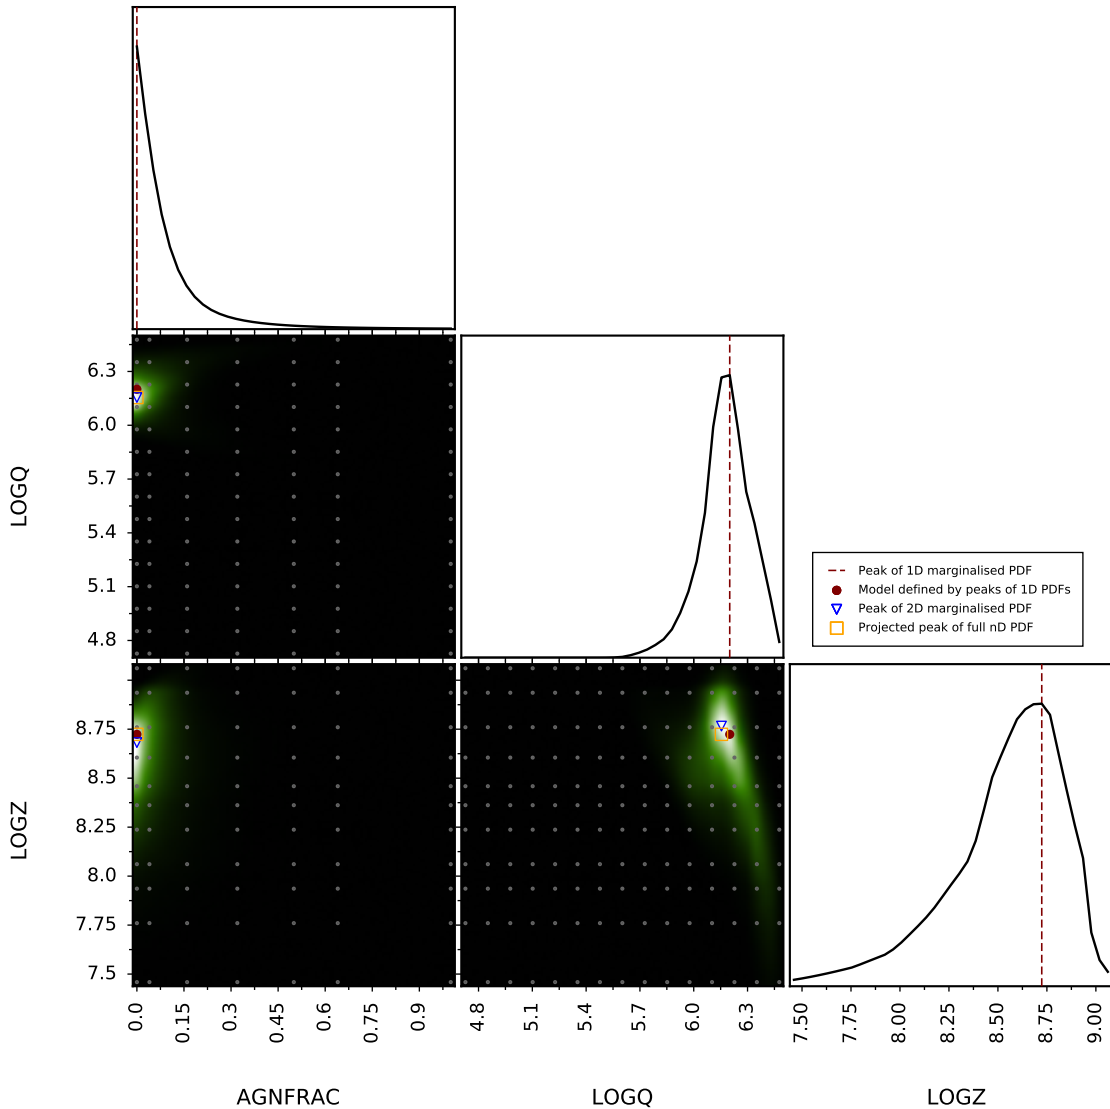 6.3
6.0
5.7
5.4
5.1
4.8
LOGQ
Peak of 1D marginalised PDF
Model defined by peaks of 1D PDFs
Peak of 2D marginalised PDF
Projected peak of full nD PDF
8.75
8.5
8.25
8.0
7.75
7.5
LOGZ
0.0 0.15 0.3 0.45 0.6 0.75 0.9
4.8 5.1 5.4 5.7 6.0 6.3
7.50 7.75 8.00 8.25 8.50 8.75 9.00
AGNFRAC LOGQ LOGZ